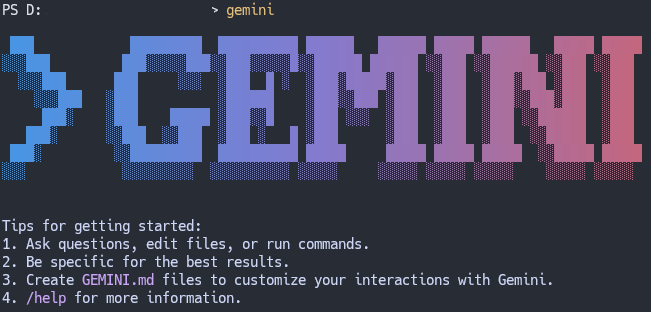 PS D: > gemini
> GEMINI
Tips for getting started:
1. Ask questions, edit files, or run commands.
2. Be specific for the best results.
3. Create GEMINI.md files to customize your interactions with Gemini.
4. /help for more information.